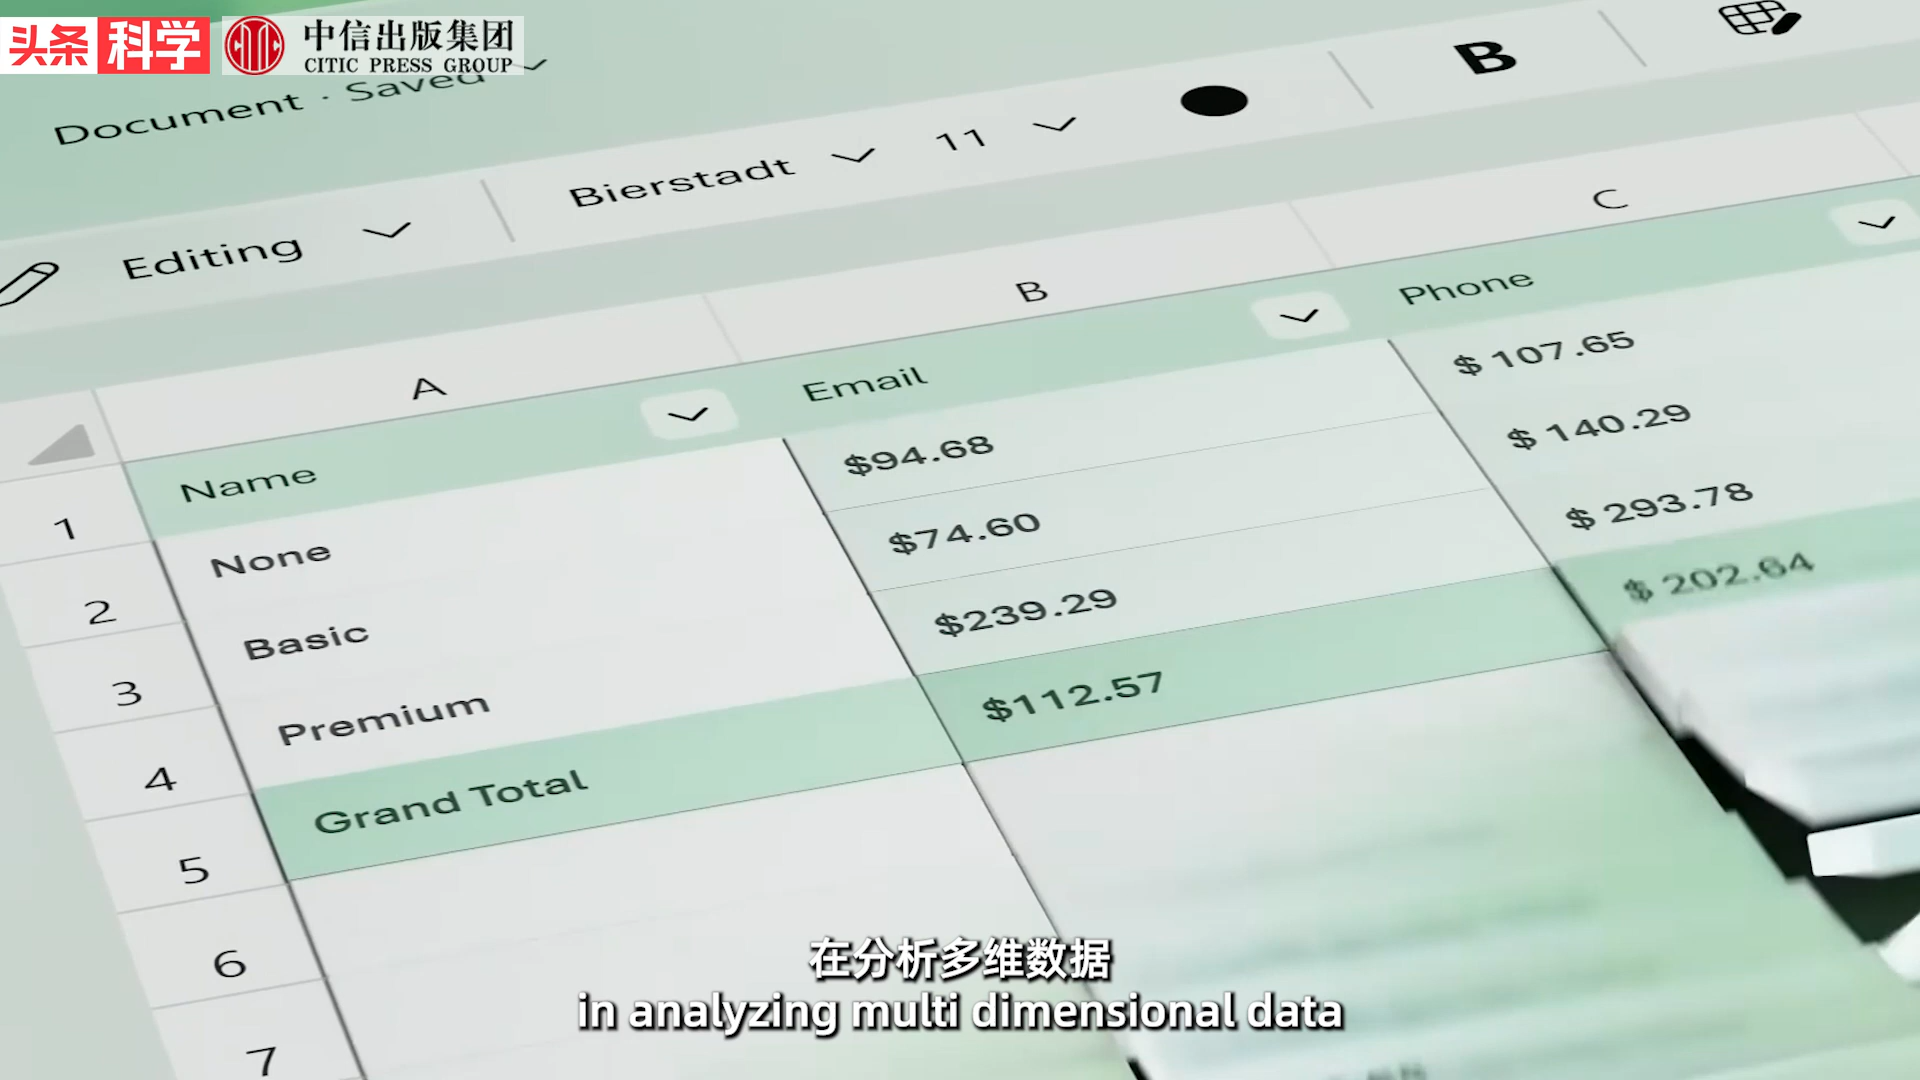 头条 科学
中信出版集团
CITIC PRESS GROUP
Document · Saved
Editing
Bierstadt
11
B
A
B
C
Name
Email
Phone
1
None
$94.68
$ 107.65
2
Basic
$74.60
$ 140.29
3
Premium
$239.29
$ 293.78
4
Grand Total
$112.57
$ 202.64
5
6
7
在分析多维数据
in analyzing multi dimensional data